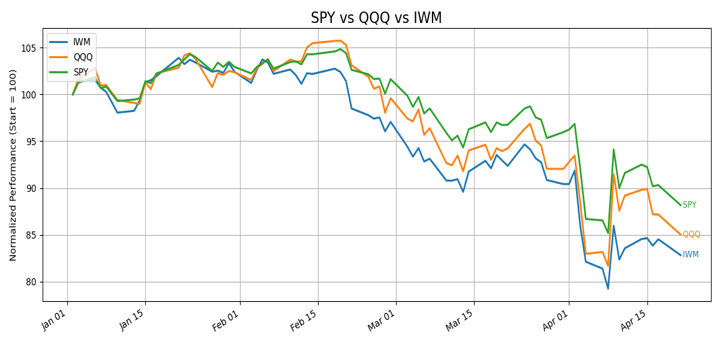 SPY vs QQQ vs IWM
Normalized Performance (Start = 100)
105
100
95
90
85
80
IWM
QQQ
SPY
SPY
QQQ
IWM
Jan 01
Jan 15
Feb 01
Feb 15
Mar 01
Mar 15
Apr 01
Apr 15